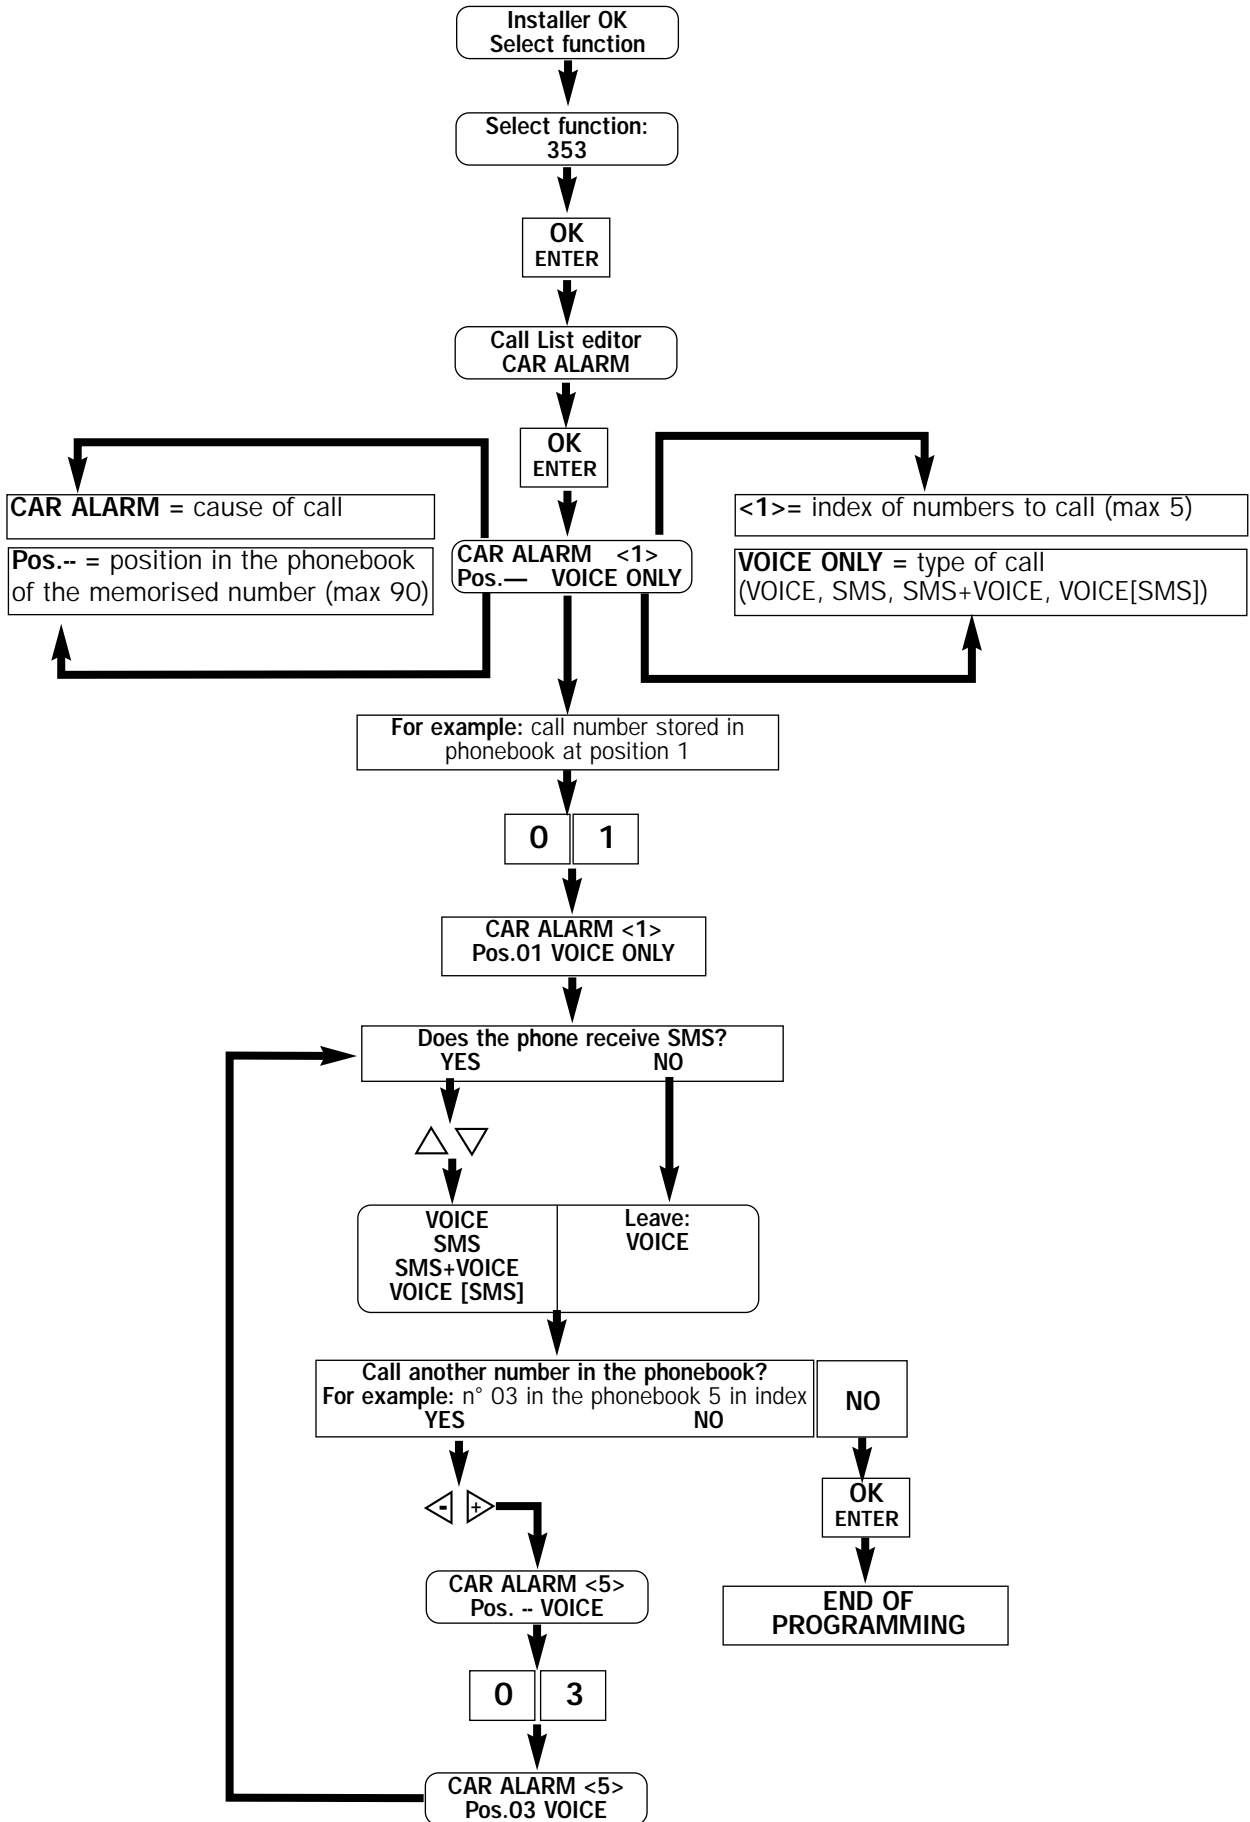 Installer OK
Select function
Select function:
353
OK
ENTER
Call List editor
CAR ALARM
OK
ENTER
CAR ALARM = cause of call
Pos.-- = position in the phonebook
of the memorised number (max 90)
CAR ALARM <1>
Pos.— VOICE ONLY
<1>= index of numbers to call (max 5)
VOICE ONLY = type of call
(VOICE, SMS, SMS+VOICE, VOICE[SMS])
For example: call number stored in
phonebook at position 1
0 1
CAR ALARM <1>
Pos.01 VOICE ONLY
Does the phone receive SMS?
YES NO
VOICE
SMS
SMS+VOICE
VOICE [SMS]
Leave:
VOICE
Call another number in the phonebook?
For example: n° 03 in the phonebook 5 in index
YES NO
NO
OK
ENTER
END OF
PROGRAMMING
- +
CAR ALARM <5>
Pos. -- VOICE
0 3
CAR ALARM <5>
Pos.03 VOICE